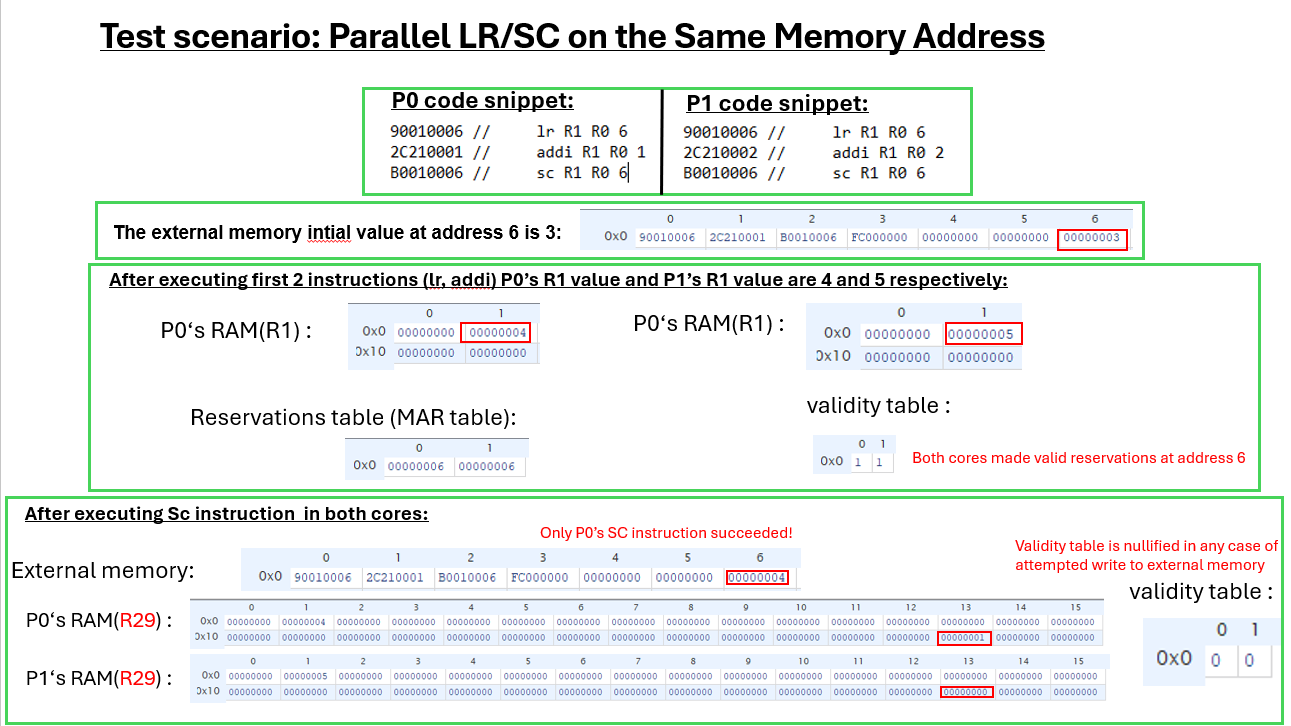 Test scenario: Parallel LR/SC on the Same Memory Address
P0 code snippet:
90010006 // lr R1 R0 6
2C210001 // addi R1 R0 1
B0010006 // sc R1 R0 6
P1 code snippet:
90010006 // lr R1 R0 6
2C210002 // addi R1 R0 2
B0010006 // sc R1 R0 6
The external memory intial value at address 6 is 3:
0 1 2 3 4 5 6
0x0 90010006 2C210001 B0010006 FC000000 00000000 00000000 00000003
After executing first 2 instructions (lr, addi) P0’s R1 value and P1’s R1 value are 4 and 5 respectively:
P0‘s RAM(R1) :
0 1
0x0 00000000 00000004
0x10 00000000 00000000
P0‘s RAM(R1) :
0 1
0x0 00000000 00000005
0x10 00000000 00000000
Reservations table (MAR table):
0 1
0x0 00000006 00000006
validity table :
0 1
0x0 1 1
Both cores made valid reservations at address 6
After executing Sc instruction in both cores:
Only P0’s SC instruction succeeded!
External memory:
0 1 2 3 4 5 6
0x0 90010006 2C210001 B0010006 FC000000 00000000 00000000 00000004
P0‘s RAM(R29) :
0 1 2 3 4 5 6 7 8 9 10 11 12 13 14 15
0x0 00000000 00000004 00000000 00000000 00000000 00000000 00000000 00000000 00000000 00000000 00000000 00000000 00000000 00000000 00000000 00000000
0x10 00000000 00000000 00000000 00000000 00000000 00000000 00000000 00000000 00000000 00000000 00000000 00000000 00000000 00000001 00000000 00000000
P1‘s RAM(R29) :
0 1 2 3 4 5 6 7 8 9 10 11 12 13 14 15
0x0 00000000 00000005 00000000 00000000 00000000 00000000 00000000 00000000 00000000 00000000 00000000 00000000 00000000 00000000 00000000 00000000
0x10 00000000 00000000 00000000 00000000 00000000 00000000 00000000 00000000 00000000 00000000 00000000 00000000 00000000 00000000 00000000 00000000
Validity table is nullified in any case of
attempted write to external memory
validity table :
0 1
0x0 0 0